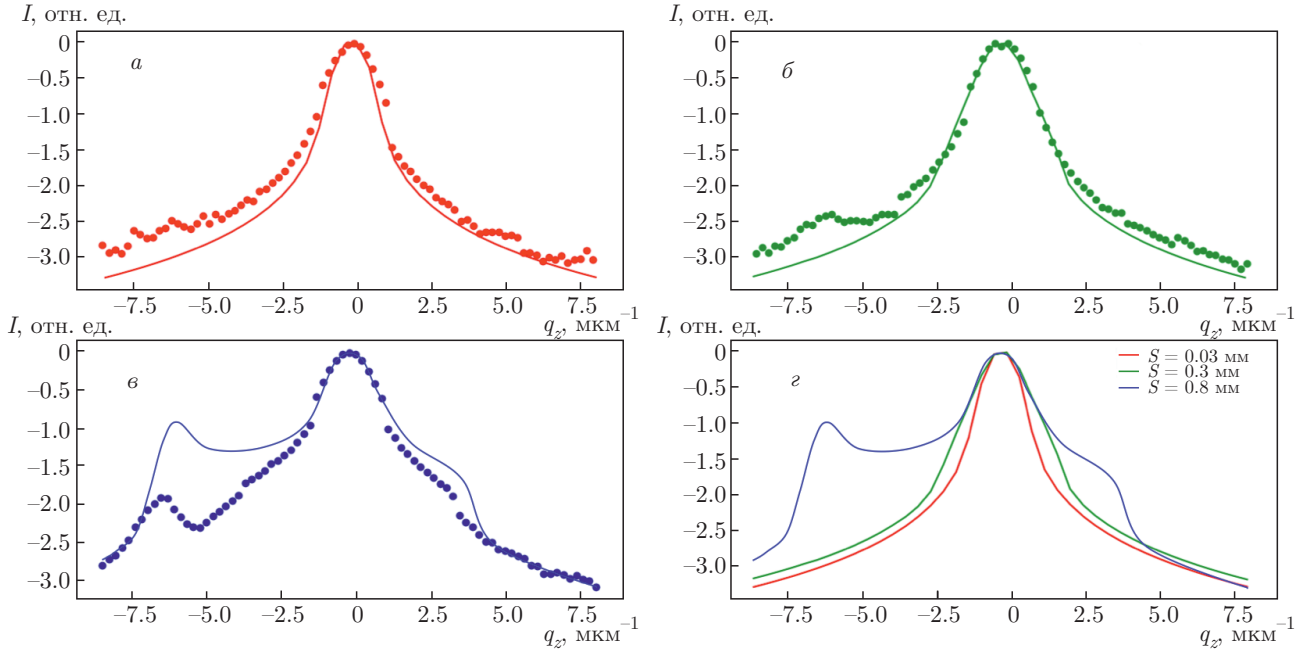 I, отн. ед.
а
0
–0.5
–1.0
–1.5
–2.0
–2.5
–3.0
–7.5 –5.0 –2.5 0 2.5 5.0 7.5
q_z, мкм⁻¹
I, отн. ед.
б
0
–0.5
–1.0
–1.5
–2.0
–2.5
–3.0
–7.5 –5.0 –2.5 0 2.5 5.0 7.5
q_z, мкм⁻¹
I, отн. ед.
в
0
–0.5
–1.0
–1.5
–2.0
–2.5
–3.0
–7.5 –5.0 –2.5 0 2.5 5.0 7.5
q_z, мкм⁻¹
I, отн. ед.
г
S = 0.03 мм
S = 0.3 мм
S = 0.8 мм
0
–0.5
–1.0
–1.5
–2.0
–2.5
–3.0
–7.5 –5.0 –2.5 0 2.5 5.0 7.5
q_z, мкм⁻¹